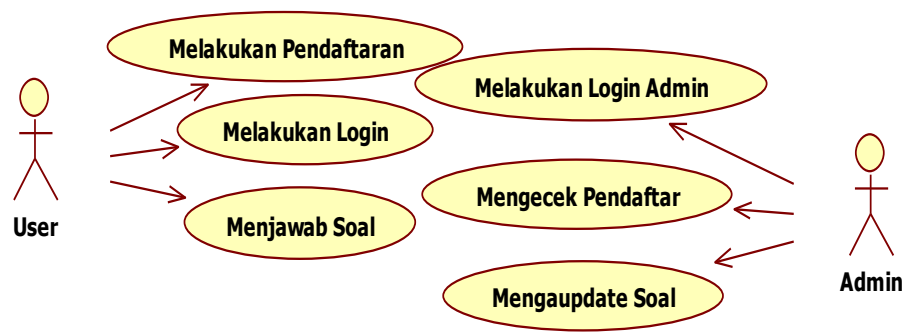 Melakukan Pendaftaran
Melakukan Login Admin
Melakukan Login
Mengecek Pendaftar
User
Menjawab Soal
Admin
Mengaupdate Soal